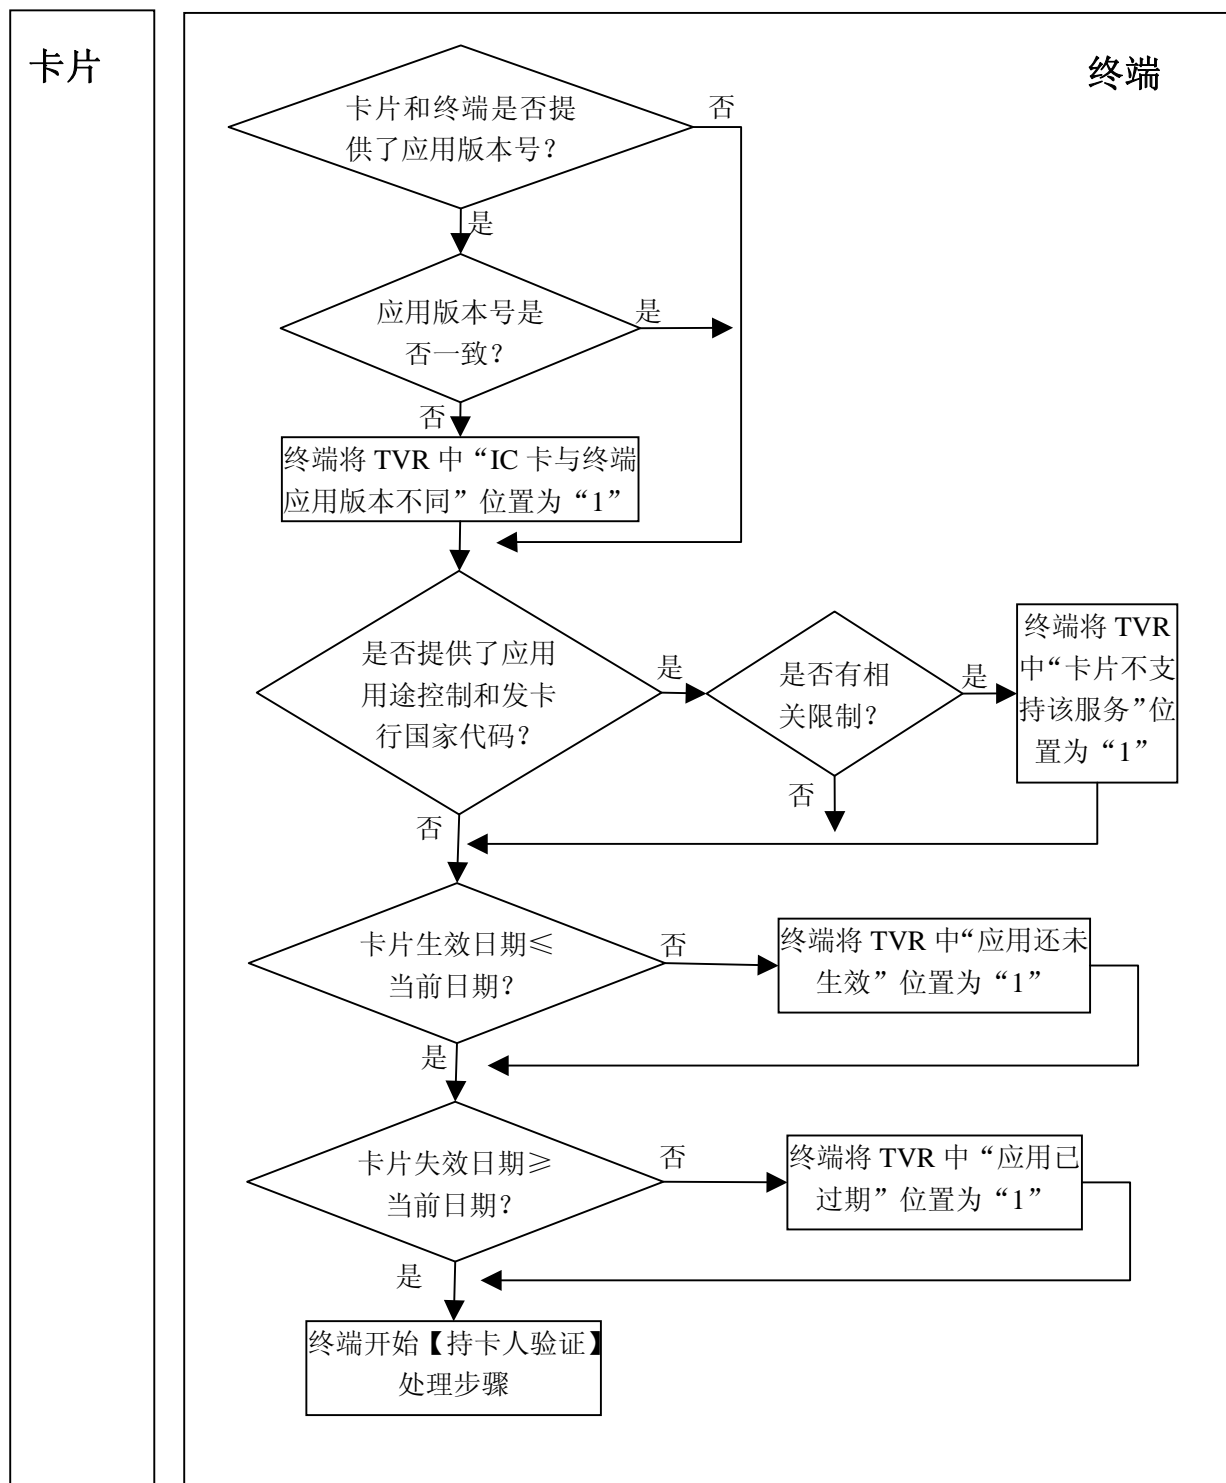 卡片
终端
卡片和终端是否提
供了应用版本号？
否
是
应用版本号是
否一致？
是
否
终端将 TVR 中“IC 卡与终端
应用版本不同”位置为“1”
是否提供了应用
用途控制和发卡
行国家代码？
是
是否有相
关限制？
是
终端将 TVR
中“卡片不支
持该服务”位
置为“1”
否
否
卡片生效日期≤
当前日期？
否
终端将 TVR 中“应用还未
生效”位置为“1”
是
卡片失效日期≥
当前日期？
否
终端将 TVR 中“应用已
过期”位置为“1”
是
终端开始【持卡人验证】
处理步骤